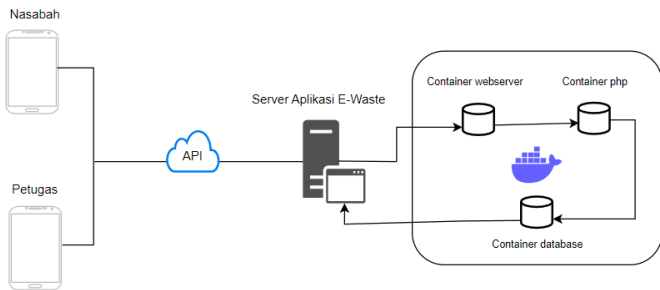 Nasabah
Server Aplikasi E-Waste
Container webserver
Container php
API
Petugas
Container database